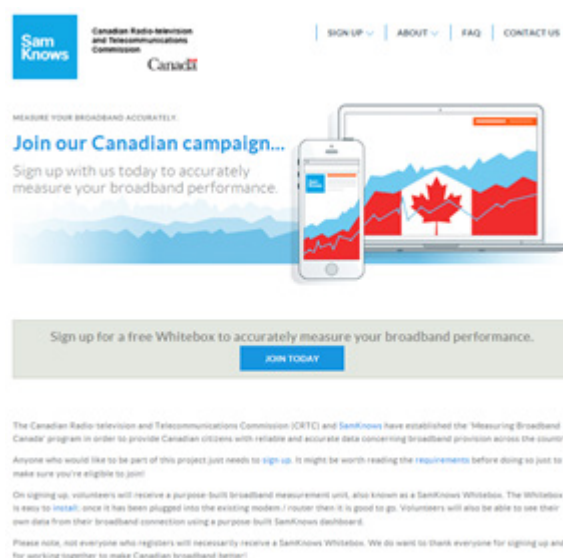 Sam
Knows
Canadian Radio-television
and Telecommunications
Commission
Canada
SIGN UP
ABOUT
FAQ
CONTACT US
MEASURE YOUR BROADBAND ACCURATELY.
Join our Canadian campaign...
Sign up with us today to accurately
measure your broadband performance.
Sam
Knows
Sign up for a free Whitebox to accurately measure your broadband performance.
JOIN TODAY
The Canadian Radio-television and Telecommunications Commission (CRTC) and SamKnows have established the 'Measuring Broadband
Canada' program in order to provide Canadian citizens with reliable and accurate data concerning broadband provision across the
Anyone who would like to be part of this project just needs to sign up. It might be worth reading the requirements before doing so just to
make sure you're eligible to join!
On signing up, volunteers will receive a purpose-built broadband measurement unit, also known as a SamKnows Whitebox. The Whitebox
is easy to install; once it has been plugged into the existing modem / router then it is good to go. Volunteers will also be able to see their
own data from their broadband connection using a purpose built SamKnows dashboard.
Please note, not everyone who registers will necessarily receive a SamKnows Whitebox. We do want to thank everyone for signing up and
for working together to make Canadian broadband better!